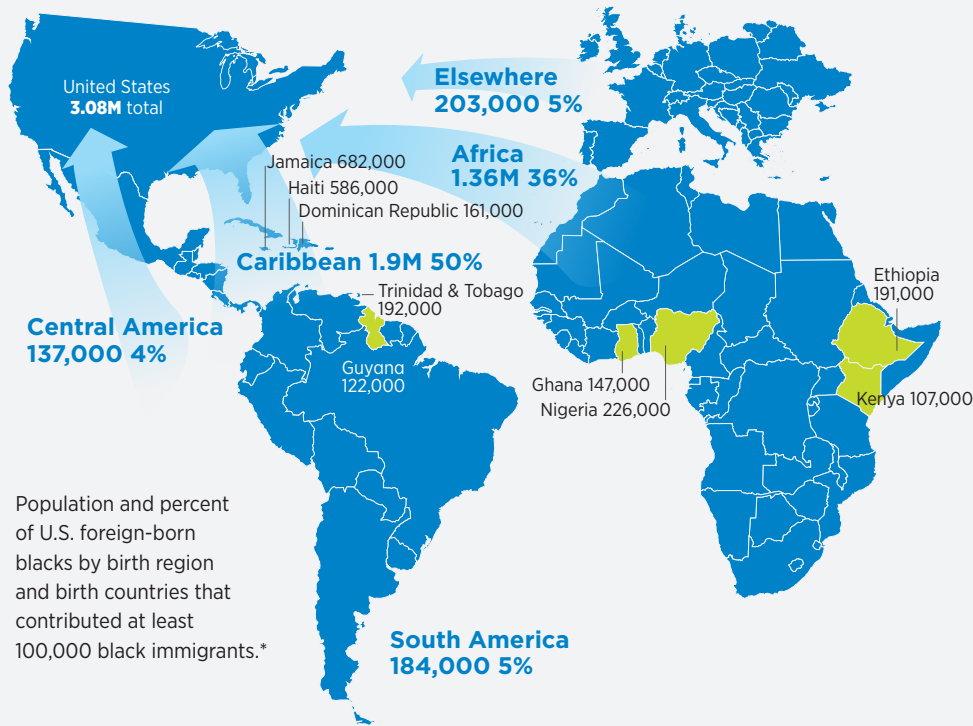 United States
3.08M total
Elsewhere
203,000 5%
Africa
1.36M 36%
Jamaica 682,000
Haiti 586,000
Dominican Republic 161,000
Caribbean 1.9M 50%
Trinidad & Tobago
192,000
Central America
137,000 4%
Guyana
122,000
Ethiopia
191,000
Ghana 147,000
Nigeria 226,000
Kenya 107,000
Population and percent
of U.S. foreign-born
blacks by birth region
and birth countries that
contributed at least
100,000 black immigrants.*
South America
184,000 5%